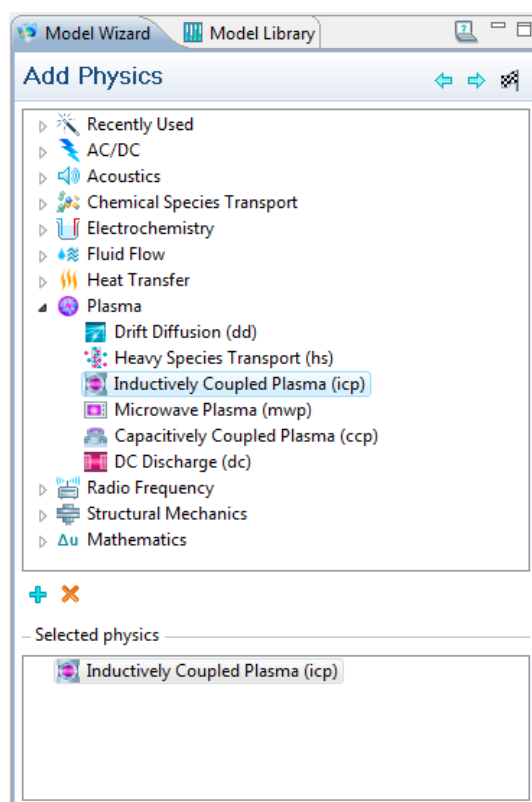 Model Wizard Model Library
Add Physics
Recently Used
AC/DC
Acoustics
Chemical Species Transport
Electrochemistry
Fluid Flow
Heat Transfer
Plasma
Drift Diffusion (dd)
Heavy Species Transport (hs)
Inductively Coupled Plasma (icp)
Microwave Plasma (mwp)
Capacitively Coupled Plasma (ccp)
DC Discharge (dc)
Radio Frequency
Structural Mechanics
Δu Mathematics
Selected physics
Inductively Coupled Plasma (icp)